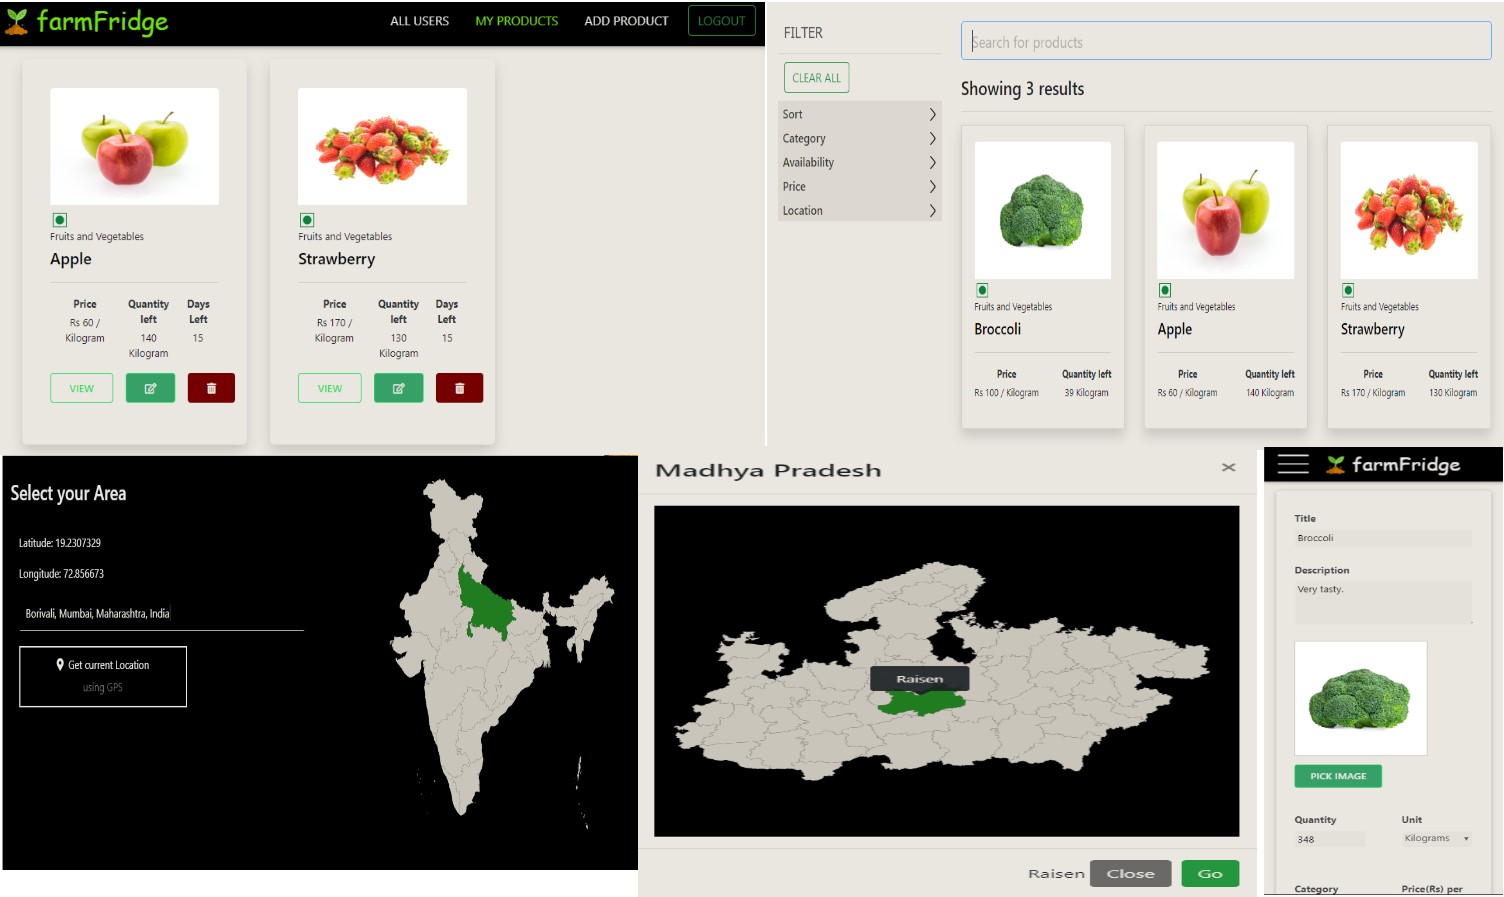 farmFridge
ALL USERS MY PRODUCTS ADD PRODUCT LOGOUT
Fruits and Vegetables
Apple
Price Quantity left Days Left
Rs 60 / Kilogram 140 Kilogram 15
VIEW
Fruits and Vegetables
Strawberry
Price Quantity left Days Left
Rs 170 / Kilogram 130 Kilogram 15
VIEW
FILTER
CLEAR ALL
Sort
Category
Availability
Price
Location
Search for products
Showing 3 results
Fruits and Vegetables
Broccoli
Price Quantity left
Rs 100 / Kilogram 39 Kilogram
Fruits and Vegetables
Apple
Price Quantity left
Rs 60 / Kilogram 140 Kilogram
Fruits and Vegetables
Strawberry
Price Quantity left
Rs 170 / Kilogram 130 Kilogram
Select your Area
Latitude: 19.2307329
Longitude: 72.856673
Borivali, Mumbai, Maharashtra, India
Get current Location
using GPS
Madhya Pradesh
Raisen
Raisen Close Go
farmFridge
Title
Broccoli
Description
Very tasty.
PICK IMAGE
Quantity Unit
348 Kilograms
Category Price(Rs) per